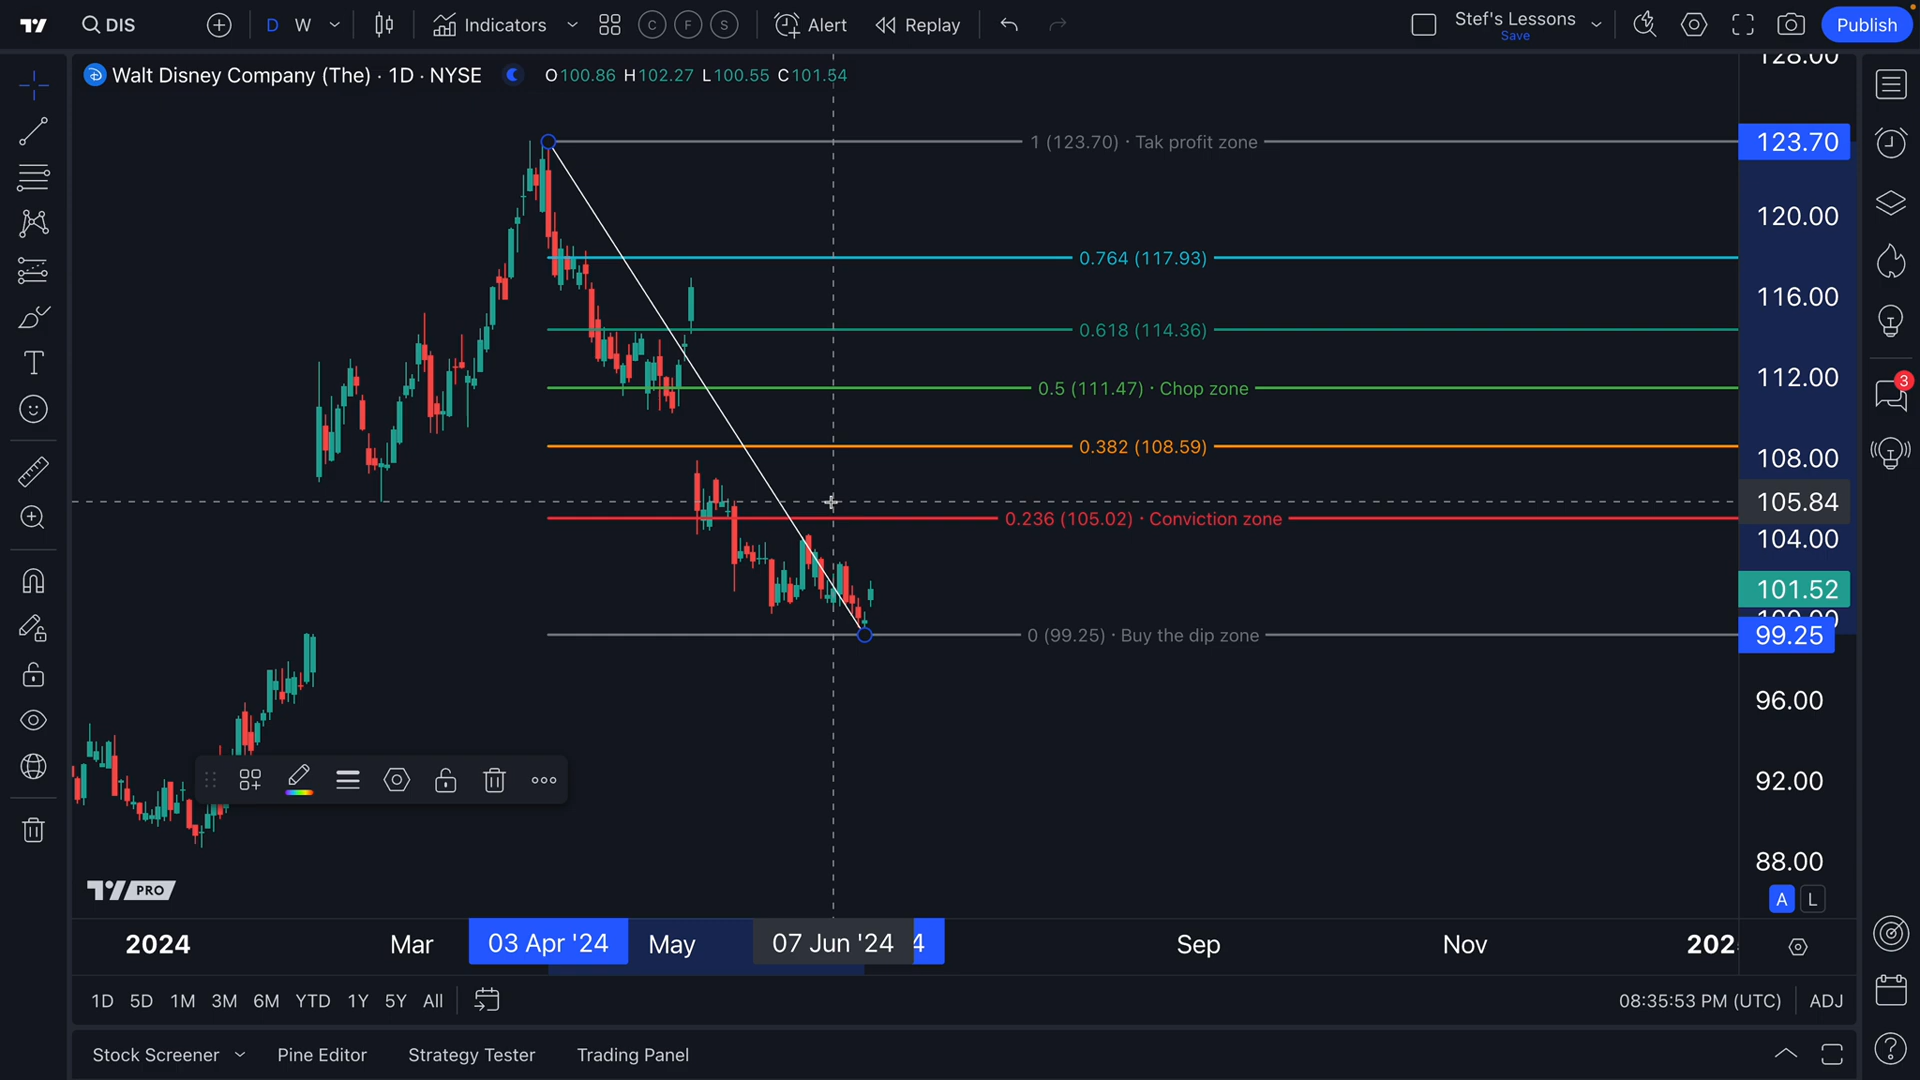 DIS
D W
Indicators
C F S
Alert
Replay
Stef's Lessons
Save
Publish
Walt Disney Company (The) · 1D · NYSE
O100.86 H102.27 L100.55 C101.54
128.00
1 (123.70) · Tak profit zone
123.70
120.00
0.764 (117.93)
116.00
0.618 (114.36)
112.00
0.5 (111.47) · Chop zone
3
0.382 (108.59)
108.00
105.84
0.236 (105.02) · Conviction zone
104.00
101.52
0 (99.25) · Buy the dip zone
99.25
96.00
92.00
88.00
PRO
A L
2024 Mar 03 Apr '24 May 07 Jun '24 4 Sep Nov 202
1D 5D 1M 3M 6M YTD 1Y 5Y All
08:35:53 PM (UTC) ADJ
Stock Screener Pine Editor Strategy Tester Trading Panel